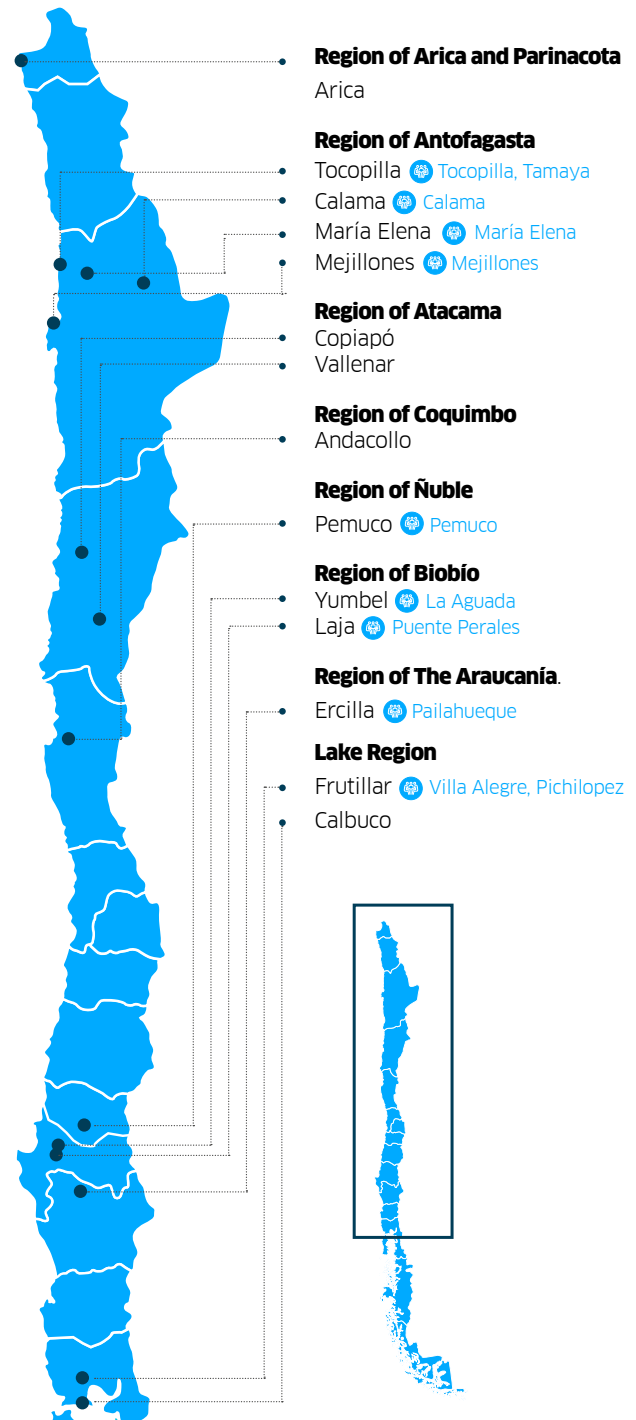 Region of Arica and Parinacota
Arica
Region of Antofagasta
Tocopilla Tocopilla, Tamaya
Calama Calama
María Elena María Elena
Mejillones Mejillones
Region of Atacama
Copiapó
Vallenar
Region of Coquimbo
Andacollo
Region of Ñuble
Pemuco Pemuco
Region of Biobío
Yumbel La Aguada
Laja Puente Perales
Region of The Araucanía.
Ercilla Pailahueque
Lake Region
Frutillar Villa Alegre, Pichilopez
Calbuco